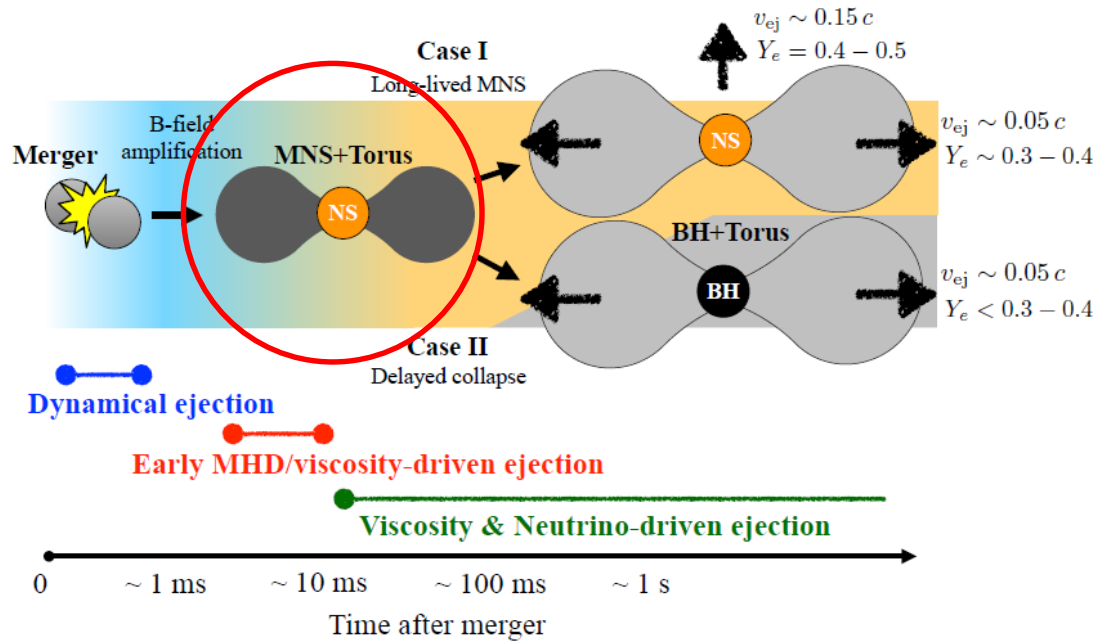 Case I
Long-lived MNS
v_ej ~ 0.15 c
Y_e = 0.4 − 0.5
B-field
amplification
Merger
MNS+Torus
NS
NS
v_ej ~ 0.05 c
Y_e ~ 0.3 − 0.4
BH+Torus
BH
v_ej ~ 0.05 c
Y_e < 0.3 − 0.4
Case II
Delayed collapse
Dynamical ejection
Early MHD/viscosity-driven ejection
Viscosity & Neutrino-driven ejection
0 ~ 1 ms ~ 10 ms ~ 100 ms ~ 1 s
Time after merger